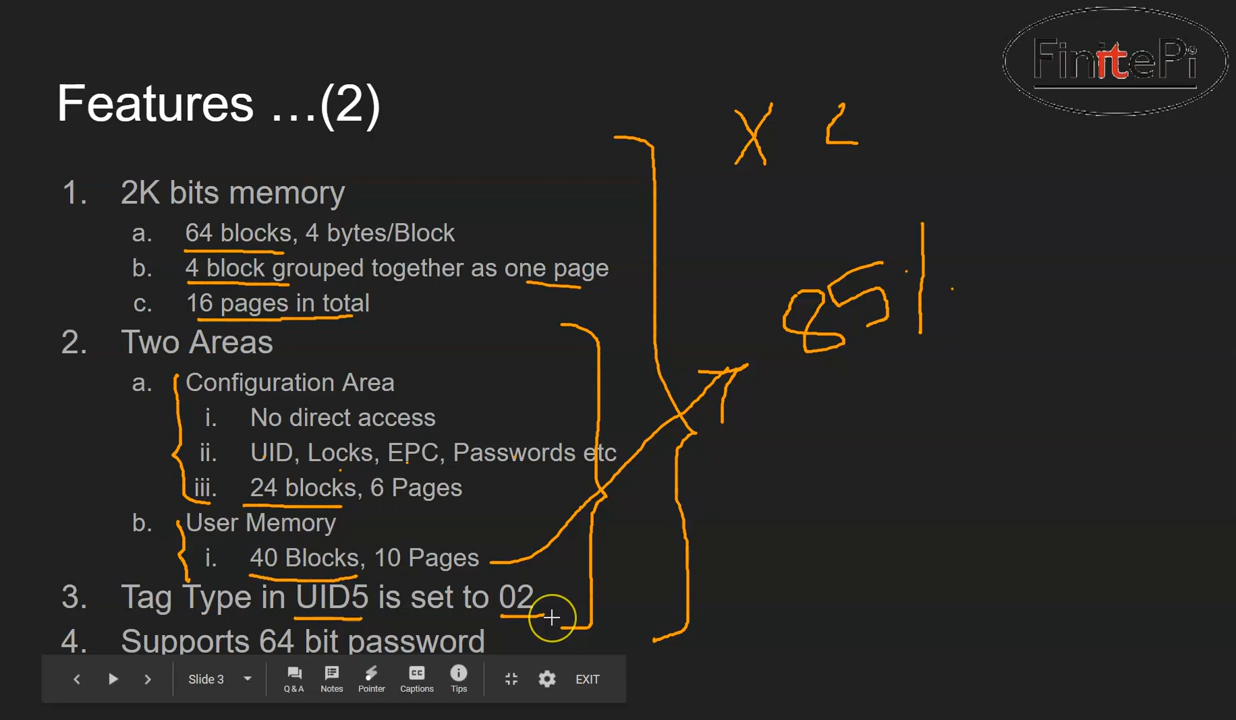 FinitePi
Features …(2)
X 2
1. 2K bits memory
a. 64 blocks, 4 bytes/Block
b. 4 block grouped together as one page
c. 16 pages in total
851
2. Two Areas
a. Configuration Area
i. No direct access
ii. UID, Locks, EPC, Passwords etc
iii. 24 blocks, 6 Pages
b. User Memory
i. 40 Blocks, 10 Pages
3. Tag Type in UID5 is set to 02
4. Supports 64 bit password
Slide 3
Q & A
Notes
Pointer
Captions
Tips
EXIT